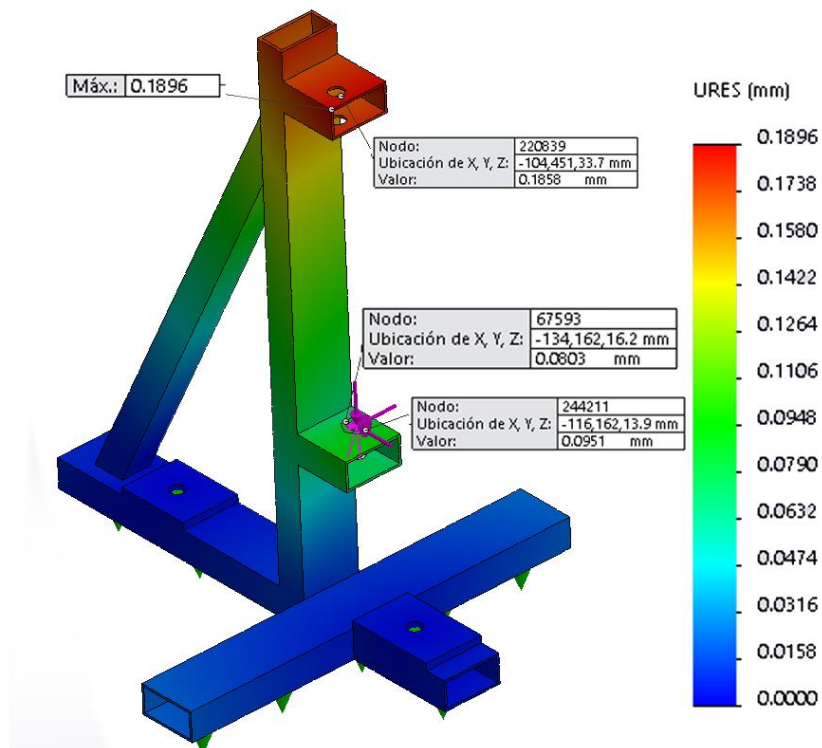 URES (mm)
Máx.: 0.1896
0.1896
0.1738
0.1580
0.1422
0.1264
0.1106
0.0948
0.0790
0.0632
0.0474
0.0316
0.0158
0.0000
Nodo: 220839
Ubicación de X, Y, Z: -104,451,33.7 mm
Valor: 0.1858 mm
Nodo: 67593
Ubicación de X, Y, Z: -134,162,16.2 mm
Valor: 0.0803 mm
Nodo: 244211
Ubicación de X, Y, Z: -116,162,13.9 mm
Valor: 0.0951 mm